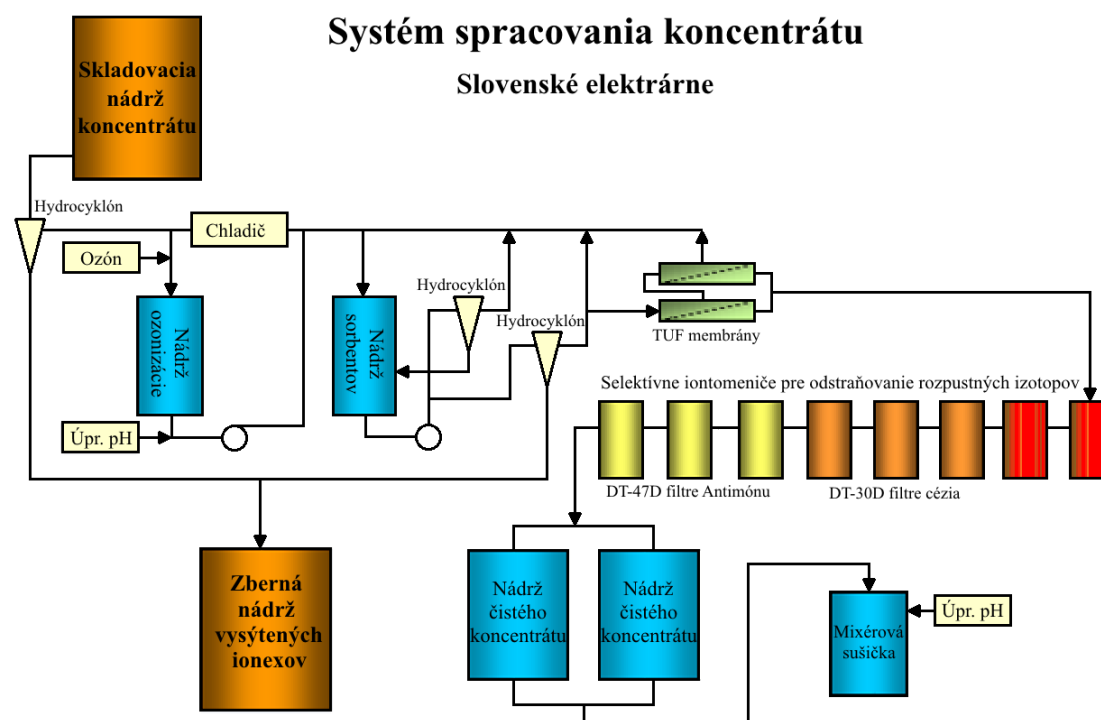 Systém spracovania koncentrátu
Slovenské elektrárne
Skladovacia
nádrž
koncentrátu
Hydrocyklón
Chladič
Ozón
Nádrž
ozonizácie
Nádrž
sorbentov
Hydrocyklón
Hydrocyklón
TUF membrány
Úpr. pH
Selektívne iontomeniče pre odstraňovanie rozpustných izotopov
DT-47D filtre Antimónu
DT-30D filtre cézia
Zberná
nádrž
vysýtených
ionexov
Nádrž
čistého
koncentrátu
Nádrž
čistého
koncentrátu
Mixérová
sušička
Úpr. pH